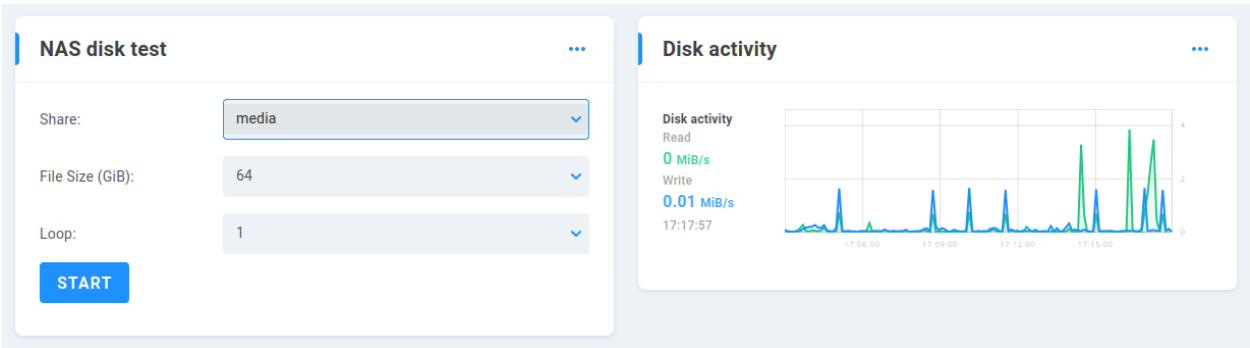 NAS disk test
Share:
media
File Size (GiB):
64
Loop:
1
START
Disk activity
Disk activity
Read
0 MiB/s
Write
0.01 MiB/s
17:17:57
4
2
0
17:06:00
17:09:00
17:12:00
17:15:00